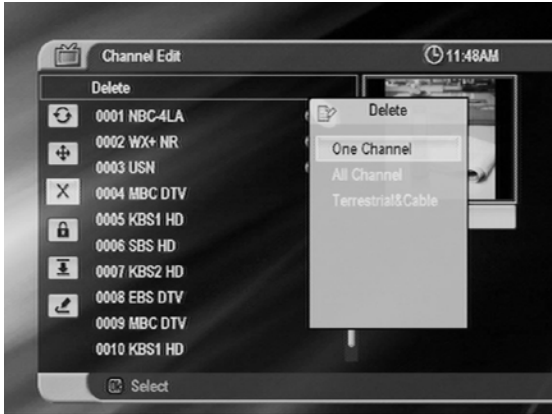 Channel Edit
11:48AM
Delete
0001 NBC-4LA
0002 WX+ NR
0003 USN
0004 MBC DTV
0005 KBS1 HD
0006 SBS HD
0007 KBS2 HD
0008 EBS DTV
0009 MBC DTV
0010 KBS1 HD
Delete
One Channel
All Channel
Terrestrial&Cable
Select